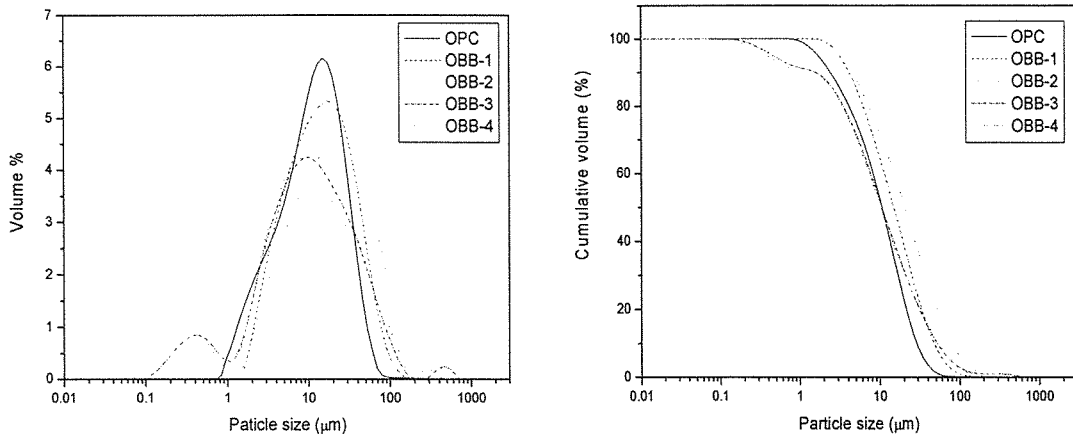 7
6
5
4
3
2
1
0
Volume %
0.01 0.1 1 10 100 1000
Paticle size (μm)
OPC
OBB-1
OBB-2
OBB-3
OBB-4
100
80
60
40
20
0
Cumulative volume (%)
0.01 0.1 1 10 100 1000
Particle size (μm)
OPC
OBB-1
OBB-2
OBB-3
OBB-4